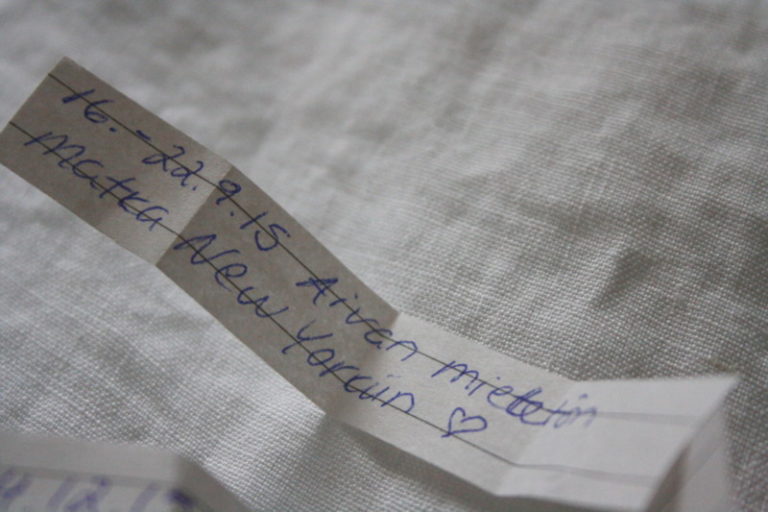 16.-22.9.15 Aivan mieletön
Matka New Yorkiin ♡